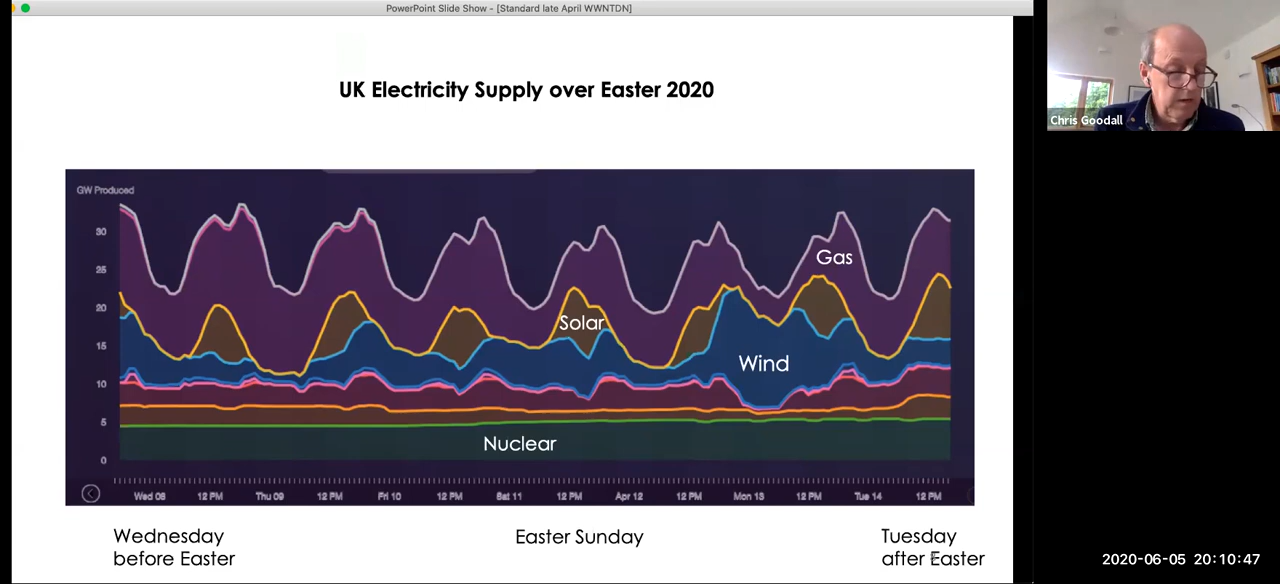 PowerPoint Slide Show - [Standard late April WWNTDN]
UK Electricity Supply over Easter 2020
GW Produced
30
25
20
15
10
5
0
Gas
Solar
Wind
Nuclear
Wed 08 12 PM Thu 09 12 PM Fri 10 12 PM Sat 11 12 PM Apr 12 12 PM Mon 13 12 PM Tue 14 12 PM
Wednesday
before Easter
Easter Sunday
Tuesday
after Easter
Chris Goodall
2020-06-05 20:10:47